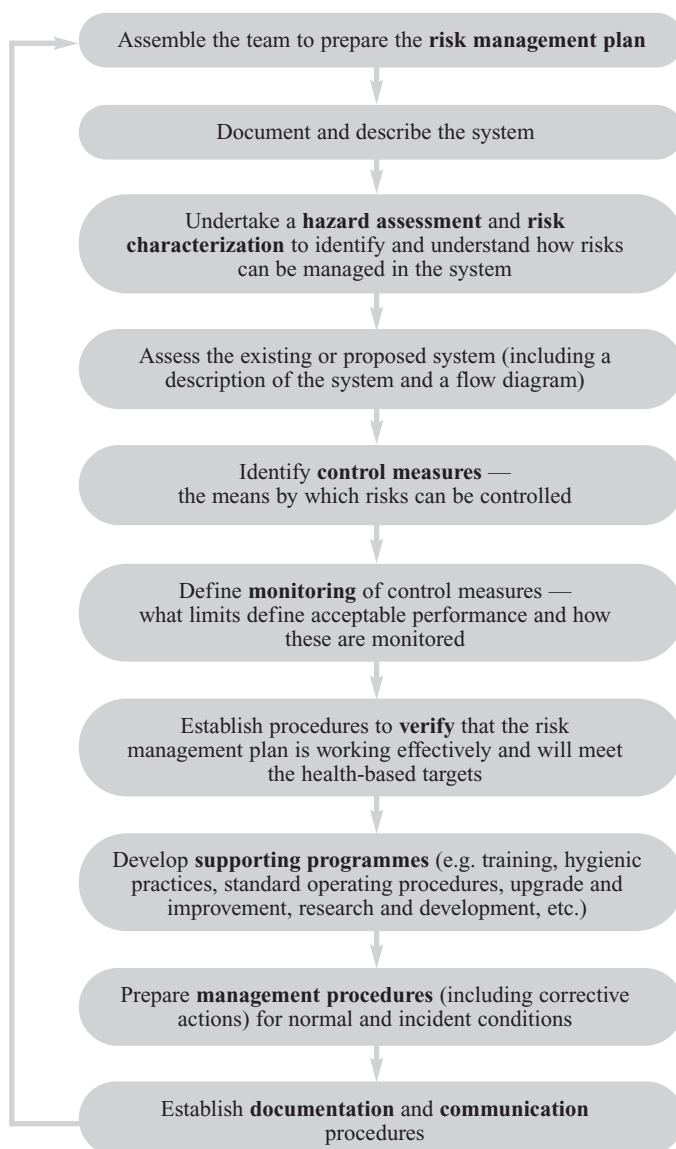 Assemble the team to prepare the risk management plan
Document and describe the system
Undertake a hazard assessment and risk
characterization to identify and understand how risks
can be managed in the system
Assess the existing or proposed system (including a
description of the system and a flow diagram)
Identify control measures —
the means by which risks can be controlled
Define monitoring of control measures —
what limits define acceptable performance and how
these are monitored
Establish procedures to verify that the risk
management plan is working effectively and will meet
the health-based targets
Develop supporting programmes (e.g. training, hygienic
practices, standard operating procedures, upgrade and
improvement, research and development, etc.)
Prepare management procedures (including corrective
actions) for normal and incident conditions
Establish documentation and communication
procedures